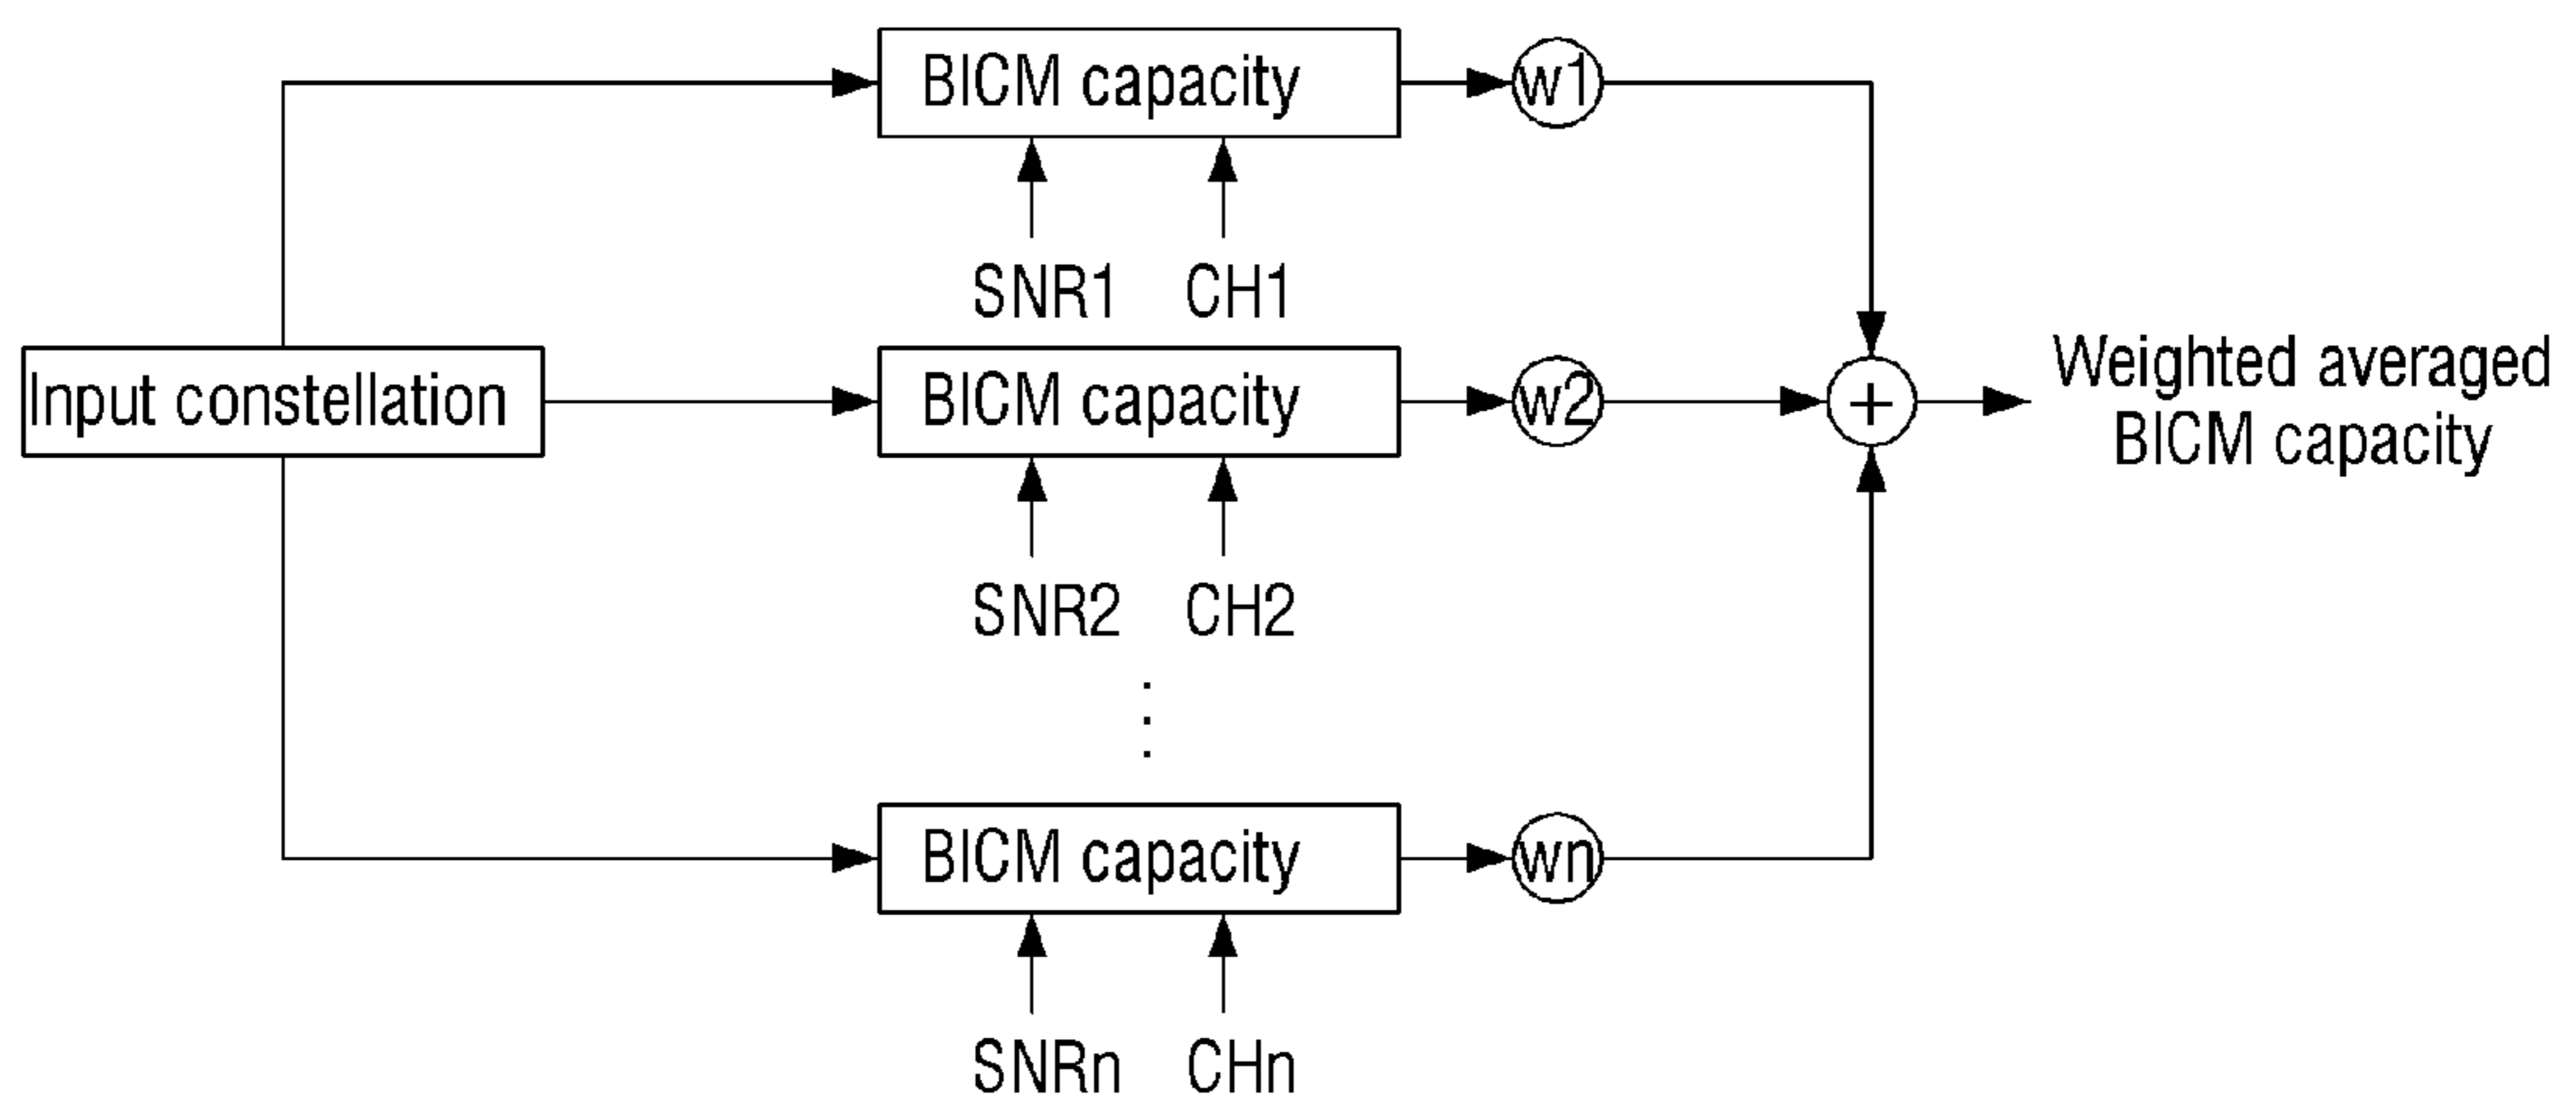 BICM capacity
w1
SNR1 CH1
Input constellation
BICM capacity
w2
+
Weighted averaged
BICM capacity
SNR2 CH2
BICM capacity
wn
SNRn CHn